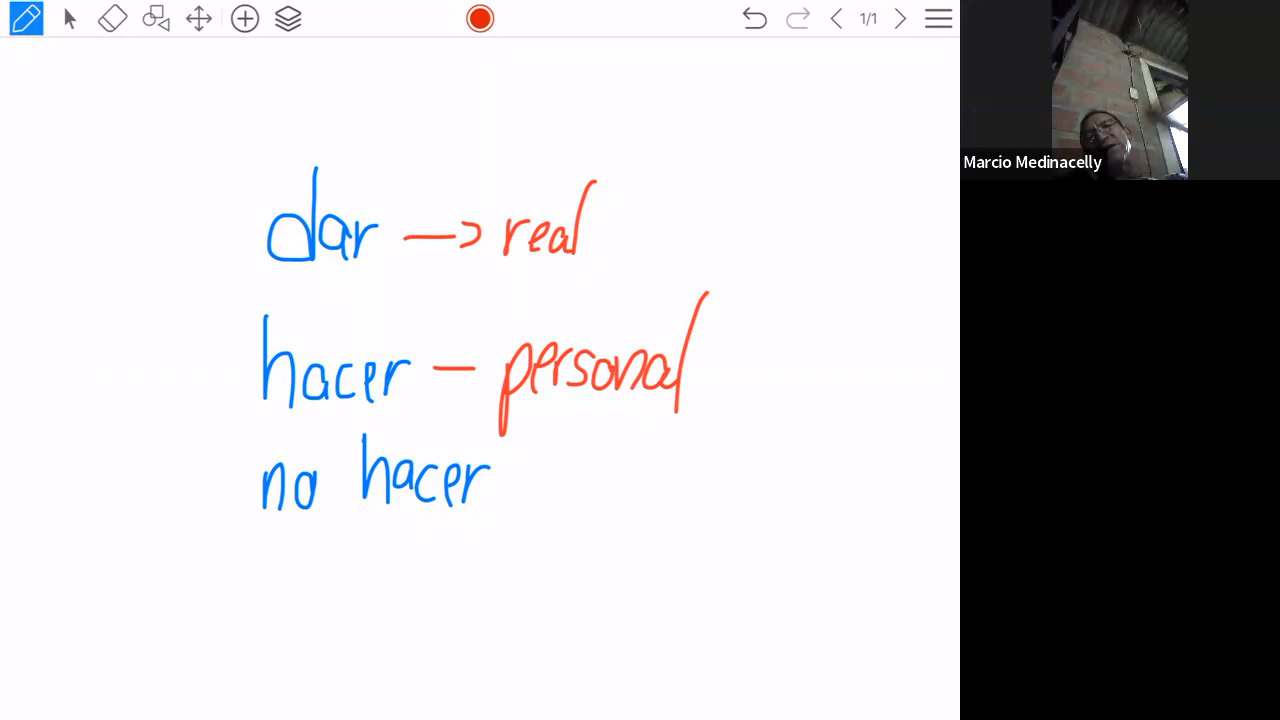 1/1
Marcio Medinacelly
dar → real
hacer — personal
no hacer